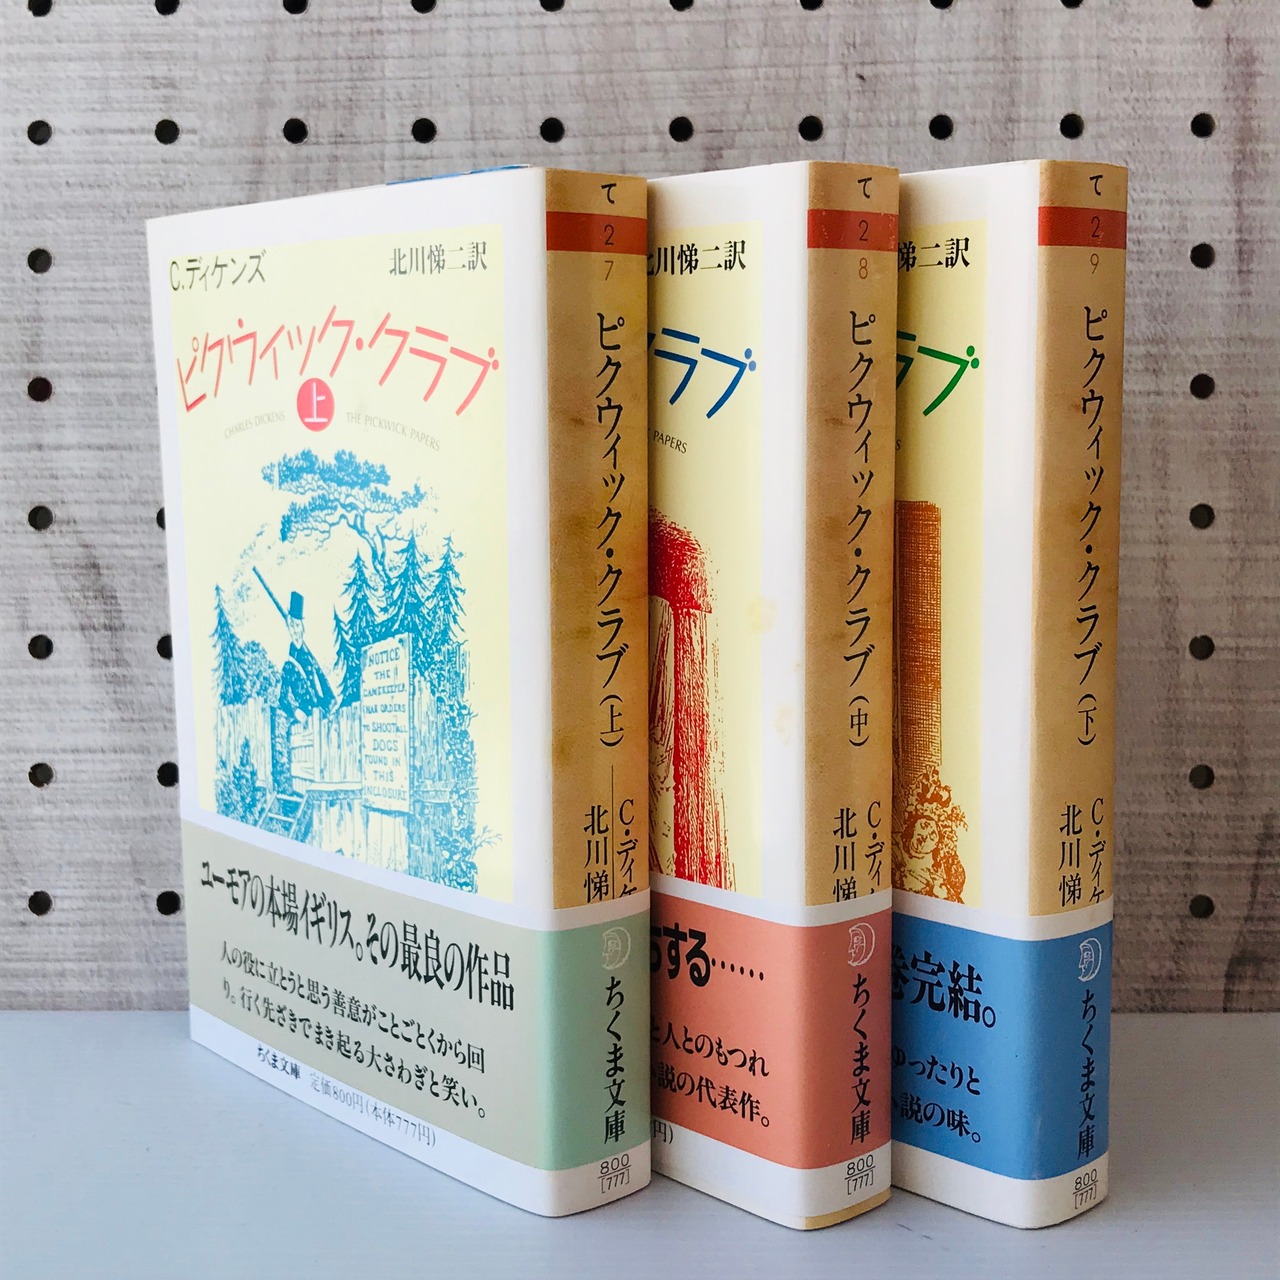 C.ディケンズ
北川悌二訳
ピクウィック・クラブ
上
CHARLES DICKENS
THE PICKWICK PAPERS
NOTICE
THE
GAMEKEEPER
HAS ORDERS
TO SHOOT ALL
DOGS
FOUND IN
THIS
INCLOSURE
ユーモアの本場イギリス。その最良の作品
人の役に立とうと思う善意がことごとくから回
り。行く先ざきでまき起る大さわぎと笑い。
ちくま文庫 定価800円(本体777円)
て
2
7
ピクウィック・クラブ(上)
C・ディケ
北川悌
ちくま文庫
800
[777]
川悌二訳
クラブ
PAPERS
する……
人とのもつれ
説の代表作。
円)
て
2
8
ピクウィック・クラブ(中)
C・ディ
北川悌
ちくま文庫
800
[777]
悌二訳
ラブ
完結。
ゆったりと
説の味。
て
2
9
ピクウィック・クラブ(下)
C・ディケ
北川悌
ちくま文庫
800
[777]